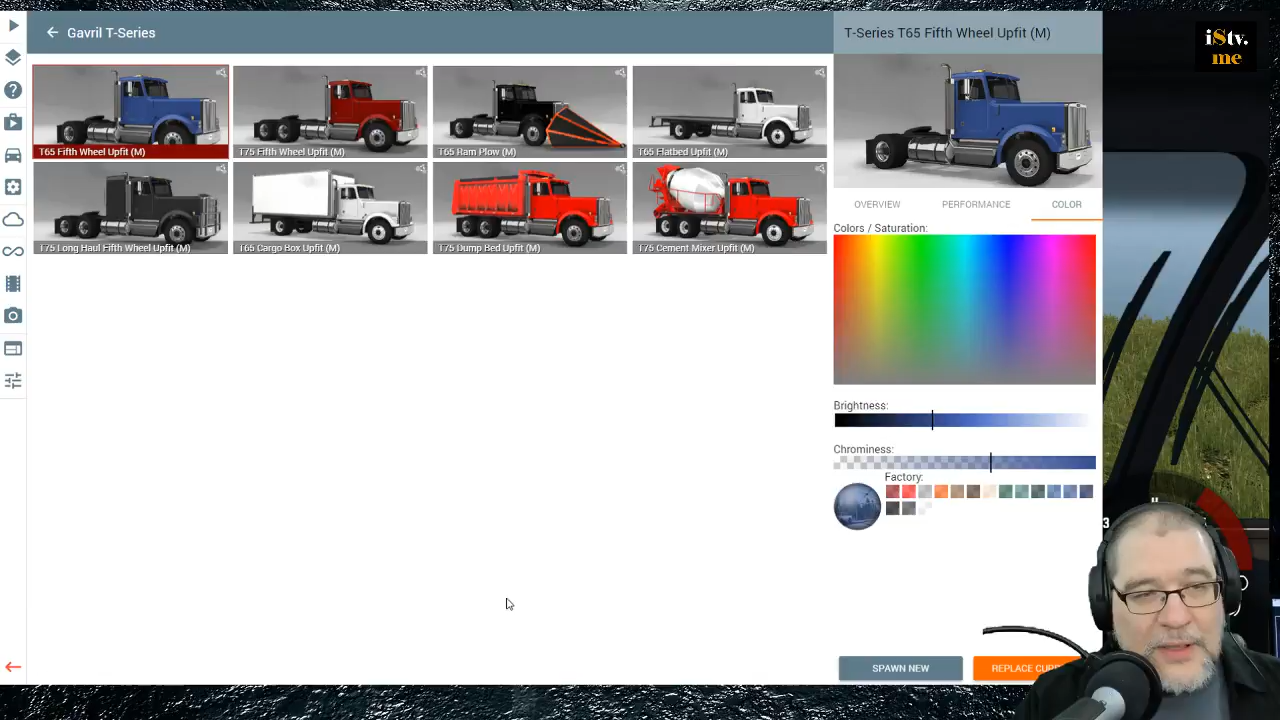 Gavril T-Series
T-Series T65 Fifth Wheel Upfit (M)
iStv.
me
T65 Fifth Wheel Upfit (M)
T75 Fifth Wheel Upfit (M)
T65 Ram Plow (M)
T65 Flatbed Upfit (M)
T75 Long Haul Fifth Wheel Upfit (M)
T65 Cargo Box Upfit (M)
T75 Dump Bed Upfit (M)
T75 Cement Mixer Upfit (M)
OVERVIEW
PERFORMANCE
COLOR
Colors / Saturation:
Brightness:
Chrominess:
Factory:
SPAWN NEW
REPLACE